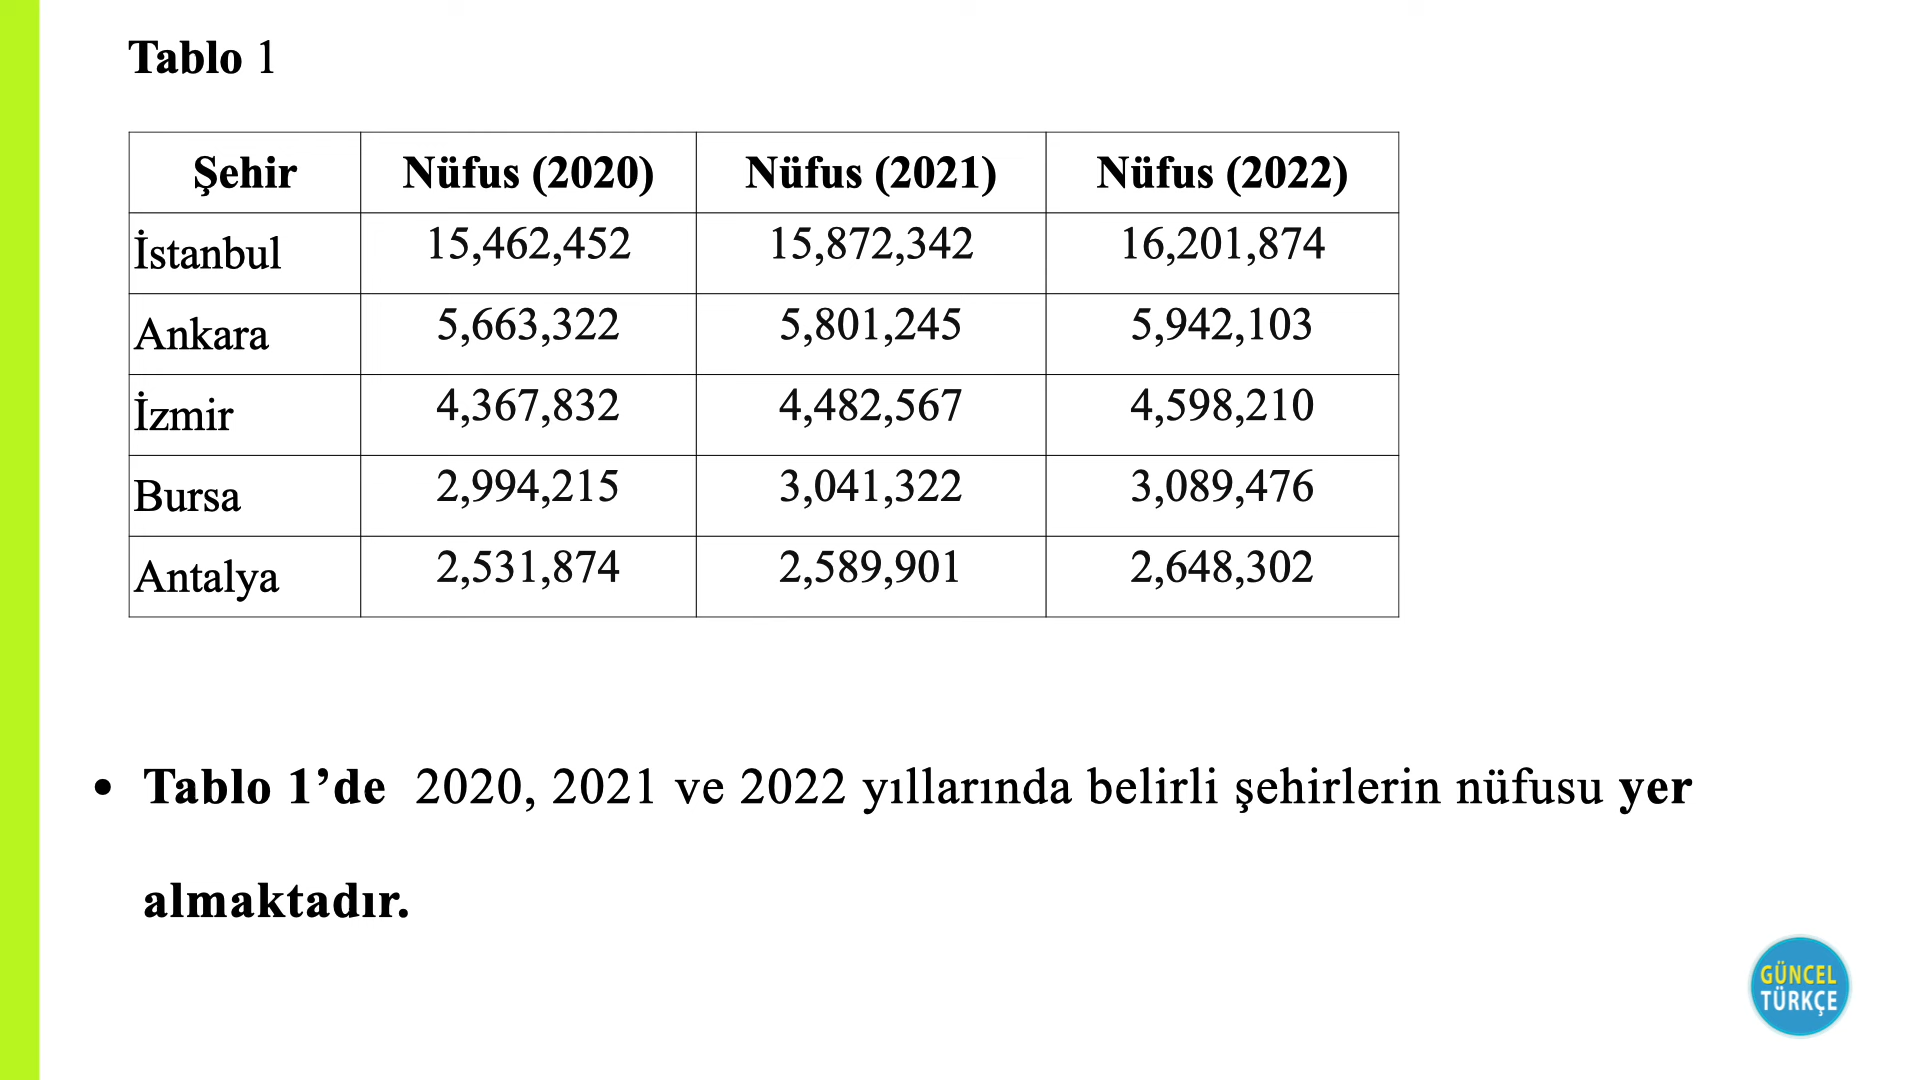 Tablo 1
Şehir Nüfus (2020) Nüfus (2021) Nüfus (2022)
İstanbul 15,462,452 15,872,342 16,201,874
Ankara 5,663,322 5,801,245 5,942,103
İzmir 4,367,832 4,482,567 4,598,210
Bursa 2,994,215 3,041,322 3,089,476
Antalya 2,531,874 2,589,901 2,648,302
• Tablo 1’de 2020, 2021 ve 2022 yıllarında belirli şehirlerin nüfusu yer
almaktadır.
GÜNCEL
TÜRKÇE